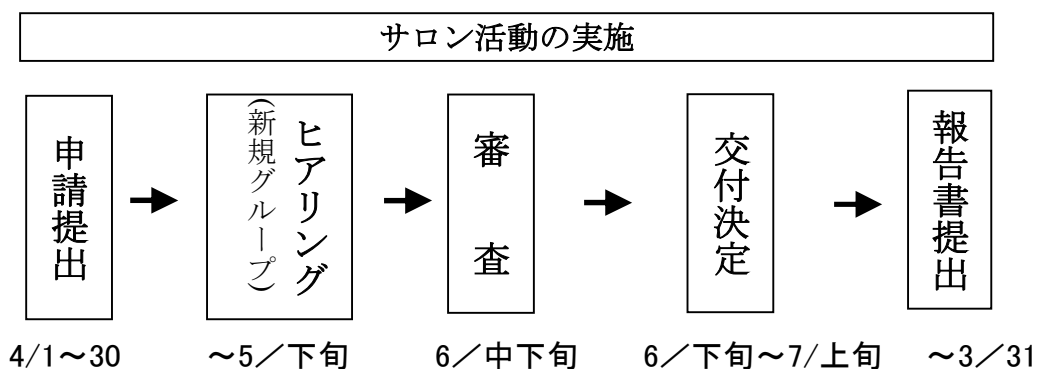 サロン活動の実施
申請提出
ヒアリング
(新規グループ)
審査
交付決定
報告書提出
4/1~30
~5/下旬
6/中下旬
6/下旬~7/上旬
~3/31